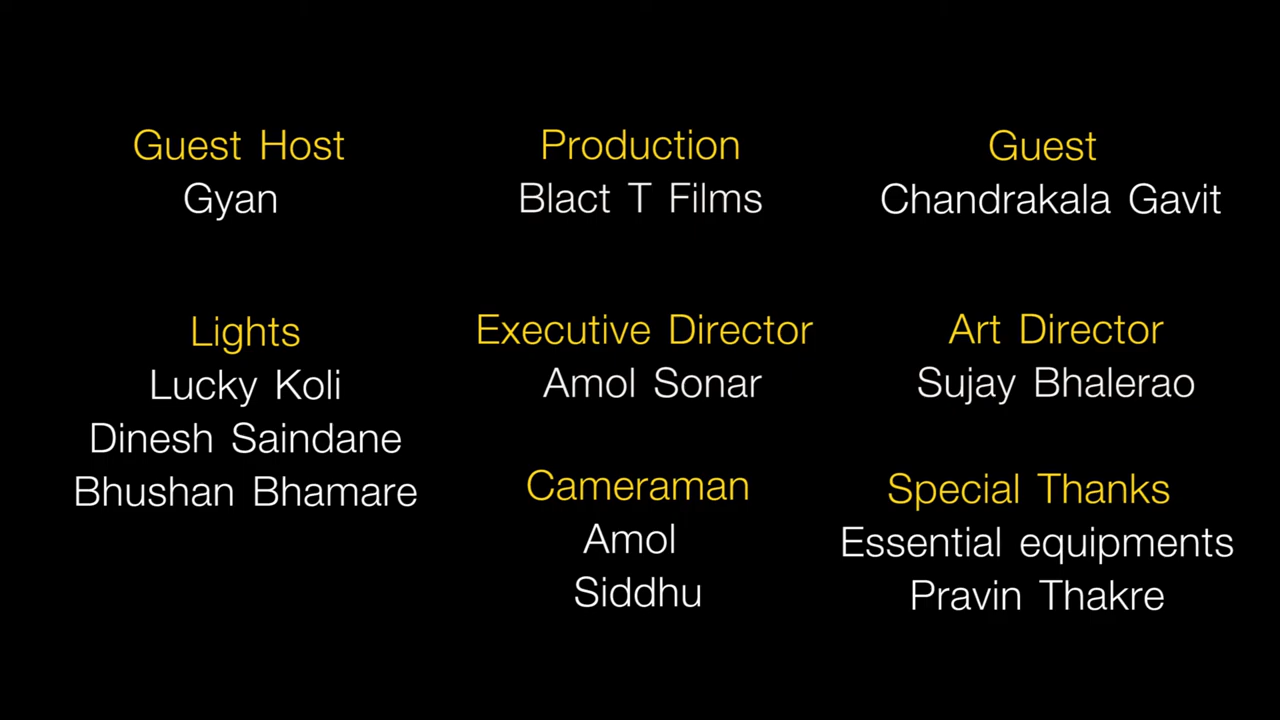 Guest Host
Gyan
Production
Blact T Films
Guest
Chandrakala Gavit
Lights
Lucky Koli
Dinesh Saindane
Bhushan Bhamare
Executive Director
Amol Sonar
Cameraman
Amol
Siddhu
Art Director
Sujay Bhalerao
Special Thanks
Essential equipments
Pravin Thakre